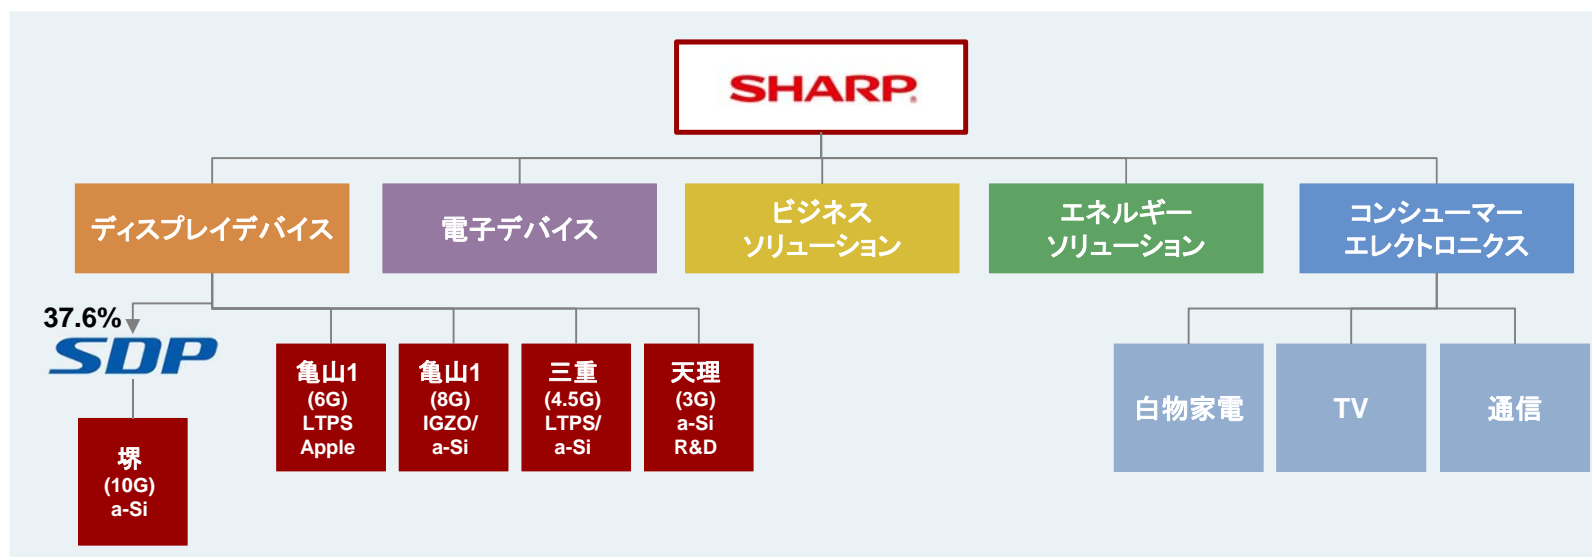 SHARP®
ディスプレイデバイス
電子デバイス
ビジネス
ソリューション
エネルギー
ソリューション
コンシューマー
エレクトロニクス
37.6%
SDP
亀山1
(6G)
LTPS
Apple
亀山1
(8G)
IGZO/
a-Si
三重
(4.5G)
LTPS/
a-Si
天理
(3G)
a-Si
R&D
白物家電
TV
通信
堺
(10G)
a-Si